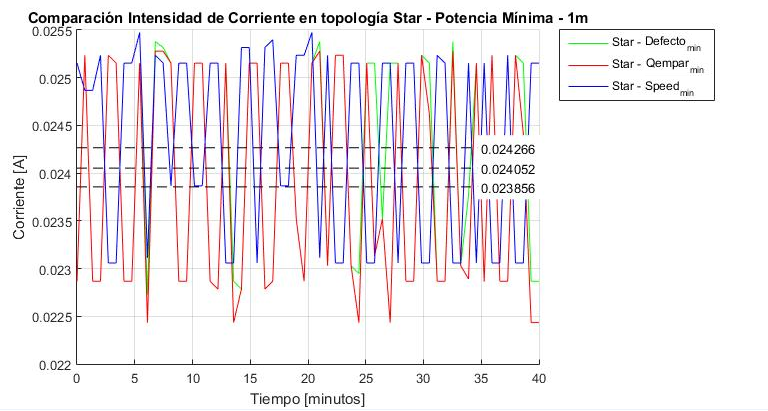 Comparación Intensidad de Corriente en topología Star - Potencia Mínima - 1m
0.0255
0.025
0.0245
0.024
0.0235
0.023
0.0225
0.022
Corriente [A]
0 5 10 15 20 25 30 35 40
Tiempo [minutos]
0.024266
0.024052
0.023856
Star - Defecto min
Star - Qempar min
Star - Speed min